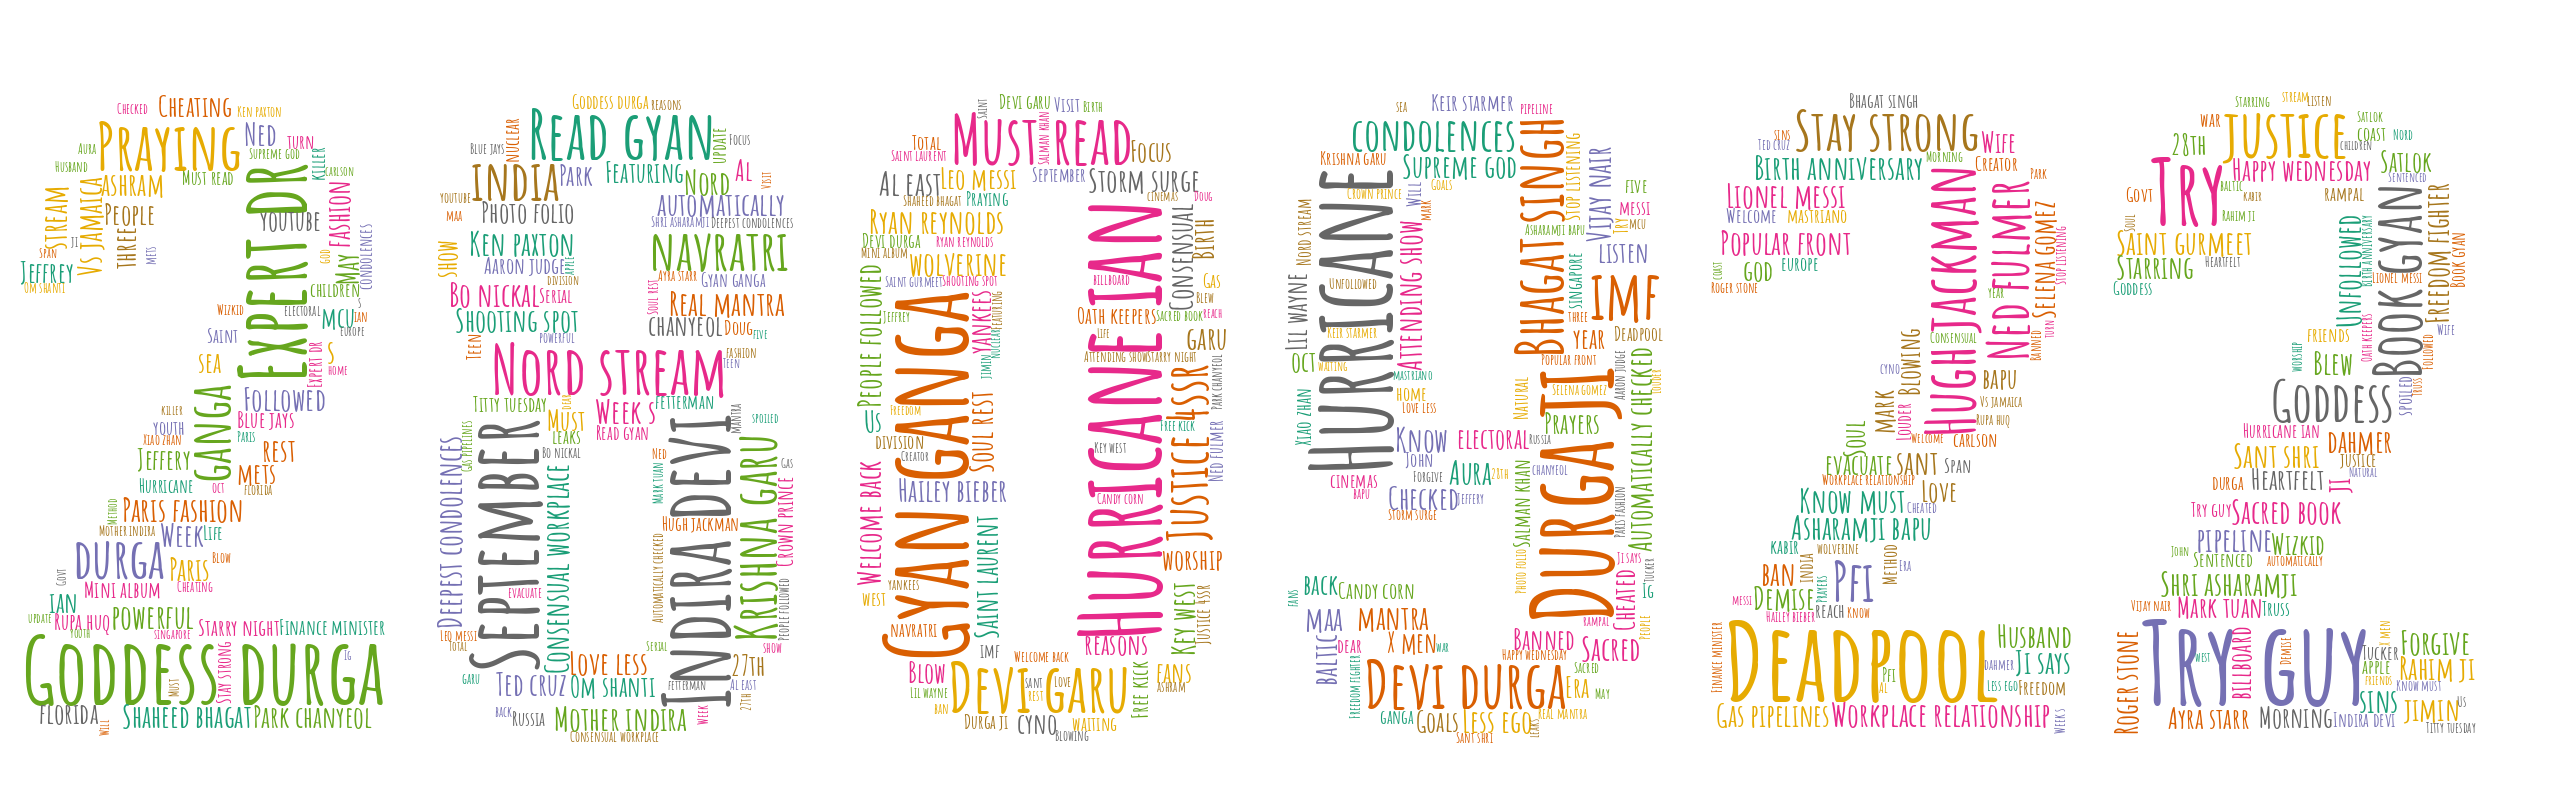 Checked
Cheating
Ken Paxton
Praying
Ned
turn
Aura
Supreme God
Killer
Husband
Must Read
Carlson
Ashram
Stream
Vs Jamaica
People
Three
Expert Dr
YouTube
Fashion
Ji
Span
Mets
God
May
Condolences
Jeffrey
Om Shanti
Children
Wizkid
Electoral
MCU
Ian
Europe
Saint
Sea
S
Expert Dr
Home
Ganga
Followed
Killer
Blue Jays
Youth
Xiao Zhan
Paris
Jeffery
Rest
Mets
Hurricane
Oct
Florida
Method
Paris Fashion
Mother Indira
Week
Life
Durga
Paris
Blow
Govt
Mini Album
Cheating
Ian
Update
Rupa Huq
Powerful
Youth
Singapore
Starry Night
Finance Minister
Goddess Durga
Stay Strong
Must
Ig
Florida
Will
Shaheed Bhagat
Park Chanyeol
Goddess Durga
Reasons
Nuclear
Read Gyan
Update
Focus
Blue Jays
India
Park
Featuring
Nord
Al
Visit
YouTube
Maa
Photo Folio
Automatically
Shri Asharamji
Deepest Condolences
Show
Ken Paxton
Aaron Judge
Apple
Division
Navratri
Ayra Starr
Gyan Ganga
Bo Nickal
Serial
Soul Rest
Real Mantra
Shooting Spot
Powerful
Chanyeol
Doug
Five
Teen
Nord Stream
Fashion
Teen
Titty Tuesday
Dear
Must
Week S
Fetterman
Leaks
Read Gyan
Mantra
Spoiled
Gas Pipelines
Deepest Condolences
September
Bo Nickal
Consensual Workplace
Ned
Mark Tuan
Indira Devi
Krishna Garu
Gas
Crown Prince
Hugh Jackman
Evacuate
Automatically Checked
People Followed
Leo Messi
Total
Garu
Serial
Love Less
Show
Ted Cruz
Om Shanti
Fetterman
27th
Al East
Back
Russia
Mother Indira
Week
27th
Consensual Workplace
Saint
Devi Garu
Visit
Birth
Total
Saint Laurent
Must Read
Salman Khan
Focus
September
Al East
Leo Messi
Storm Surge
Shaheed Bhagat
Praying
Cinemas
Doug
Ryan Reynolds
Devi Durga
Ryan Reynolds
Mini Album
Wolverine
Consensual
Birth
People Followed
Saint Gurmeet
Shooting Spot
Billboard
Gas
Blew
Gyan Ganga
Jeffrey
Yankees
Featuring
Nuclear
Oath Keepers
Sacred Book
Reach
Life
Garu
Hurricane Ian
Attending Show
Starry Night
Jimin
Us
Freedom
Soul Rest
Free Kick
Park Chanyeol
Division
Creator
Key West
Justice 4SSR
Ned Fulmer
Welcome Back
Hailey Bieber
Candy Corn
Saint Laurent
Worship
West
Yankees
Navratri
Key West
Justice 4SSR
IMF
Reasons
Blow
Welcome Back
Lil Wayne
Devi Garu
Sant
Love
Rest
Free Kick
Fans
Ashram
Ban
Durga Ji
Cyno
Waiting
Blowing
Sea
Keir Starmer
Pipeline
Condolences
Bhagat Singh
Krishna Garu
Supreme God
Stop Listening
Vijay Nair
Crown Prince
Goals
Will
Mark
Five
Messi
Try
MCU
Nord Stream
Hurricane
Attending Show
Asharamji Bapu
Listen
Unfollowed
Singapore
IMF
Lil Wayne
Keir Starmer
Three
Year
Deadpool
Oct
Waiting
Popular Front
Aaron Judge
Mastriano
Durga Ji
Louder
Xiao Zhan
Home
Love Less
Natural
Selena Gomez
Automatically Checked
Know
Electoral
Russia
Prayers
John
Forgive
Aura
28th
Chanyeol
Cinemas
Bapu
Checked
Jeffery
Storm Surge
Salman Khan
Paris Fashion
Photo Folio
Ji Says
Tucker
Fans
Back
Candy Corn
Cheated
Ig
Maa
Mantra
Rampal
People
Baltic
Dear
X Men
War
Banned
Sacred
Happy Wednesday
Freedom Fighter
Devi Durga
Sacred
Era
May
Ganga
Goals
Less Ego
Leaks
Real Mantra
Sant Shri
Bhagat Singh
Sins
Ted Cruz
Stay Strong
Wife
Birth Anniversary
Morning
Creator
Park
Lionel Messi
Welcome
Mastriano
Hugh Jackman
Ned Fulmer
Selena Gomez
Stop Listening
Popular Front
Coast
God
Europe
Roger Stone
Year
Consensual
Turn
Banned
Cyno
Blowing
Bapu
Mark
Louder
Vs Jamaica
Rupa Huq
Soul
Welcome
Carlson
Evacuate
Sant
Span
Workplace Relationship
Love
Know Must
Cheated
Asharamji Bapu
Kabir
Wolverine
Method
Era
Ban
India
Prayers
PFI
Messi
Demise
Hailey Bieber
Reach
Know
Finance Minister
Deadpool
Husband
Pfi
Al
Dahmer
Ji Says
Less Ego
Freedom
Gas Pipelines
Workplace Relationship
Weeks
Starring
Stream
Listen
War
Justice
Satlok
28th
Coast
Nord
Children
Try
Happy Wednesday
Satlok
Sentenced
Govt
Baltic
Kabir
Rampal
Soul
Rahim Ji
Saint Gurmeet
Heartfelt
Starring
Goddess
Unfollowed
Birth Anniversary
Book Gyan
Lionel Messi
Freedom Fighter
Book Gyan
Friends
Oath Keepers
Wife
Worship
Blew
Followed
Goddess
Spoiled
Truss
Hurricane Ian
Dahmer
Sant Shri
Justice
Natural
Durga
Heartfelt
Ji
Try Guy
Sacred Book
Pipeline
Wizkid
John
Sentenced
Automatically
Shri Asharamji
Vijay Nair
Mark Tuan
Truss
Roger Stone
Try Guy
West
Billboard
Demise
X Men
Tucker
Forgive
Apple
Rahim Ji
Friends
Know Must
Sins
Jimin
Us
Ayra Starr
Morning
Indira Devi
Titty Tuesday